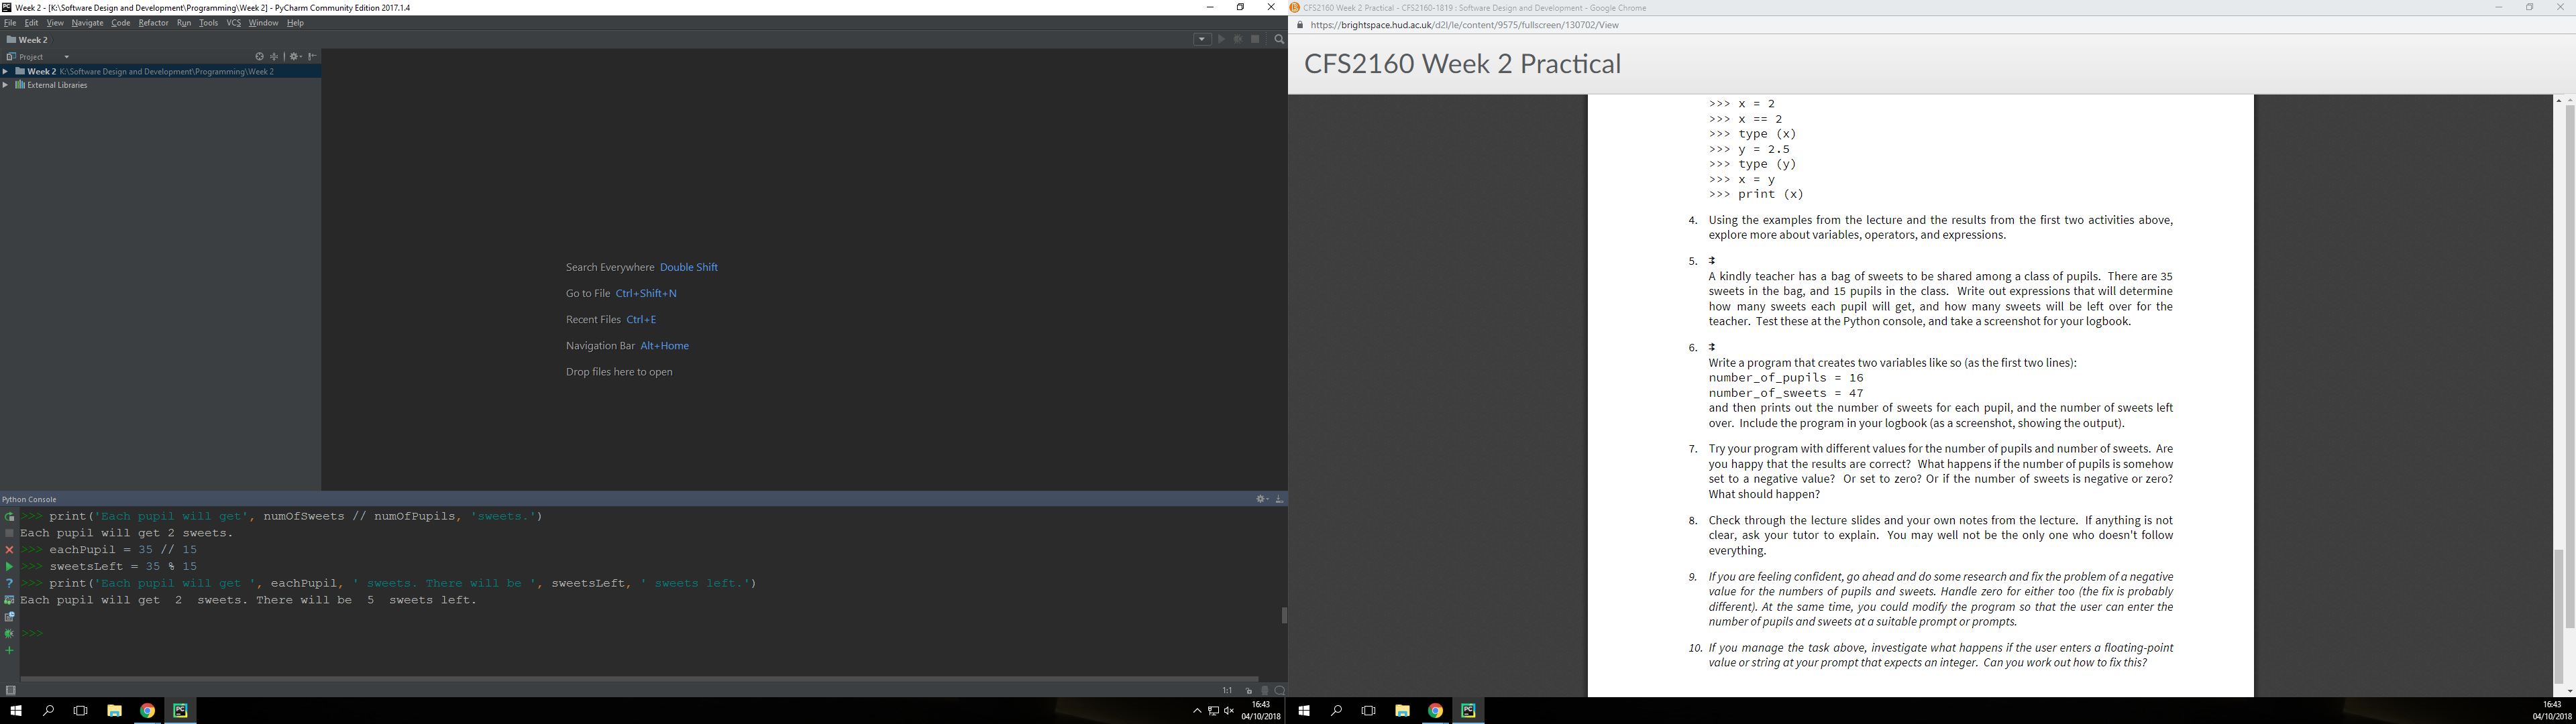 Week 2 - [K:\Software Design and Development\Programming\Week 2] - PyCharm Community Edition 2017.1.4
File Edit View Navigate Code Refactor Run Tools VCS Window Help
Week 2
Project
Week 2 K:\Software Design and Development\Programming\Week 2
External Libraries
Search Everywhere Double Shift
Go to File Ctrl+Shift+N
Recent Files Ctrl+E
Navigation Bar Alt+Home
Drop files here to open
Python Console
>>> print('Each pupil will get', numOfSweets // numOfPupils, 'sweets.')
Each pupil will get 2 sweets.
>>> eachPupil = 35 // 15
>>> sweetsLeft = 35 % 15
>>> print('Each pupil will get ', eachPupil, ' sweets. There will be ', sweetsLeft, ' sweets left.')
Each pupil will get  2  sweets. There will be  5  sweets left.
>>>
1:1
16:43
04/10/2018
CFS2160 Week 2 Practical - CFS2160-1819 : Software Design and Development - Google Chrome
https://brightspace.hud.ac.uk/d2l/le/content/9575/fullscreen/130702/View
CFS2160 Week 2 Practical
>>> x = 2
>>> x == 2
>>> type (x)
>>> y = 2.5
>>> type (y)
>>> x = y
>>> print (x)
4. Using the examples from the lecture and the results from the first two activities above,
explore more about variables, operators, and expressions.
5.
A kindly teacher has a bag of sweets to be shared among a class of pupils. There are 35
sweets in the bag, and 15 pupils in the class. Write out expressions that will determine
how many sweets each pupil will get, and how many sweets will be left over for the
teacher. Test these at the Python console, and take a screenshot for your logbook.
6.
Write a program that creates two variables like so (as the first two lines):
number_of_pupils = 16
number_of_sweets = 47
and then prints out the number of sweets for each pupil, and the number of sweets left
over. Include the program in your logbook (as a screenshot, showing the output).
7. Try your program with different values for the number of pupils and number of sweets. Are
you happy that the results are correct? What happens if the number of pupils is somehow
set to a negative value? Or set to zero? Or if the number of sweets is negative or zero?
What should happen?
8. Check through the lecture slides and your own notes from the lecture. If anything is not
clear, ask your tutor to explain. You may well not be the only one who doesn't follow
everything.
9. If you are feeling confident, go ahead and do some research and fix the problem of a negative
value for the numbers of pupils and sweets. Handle zero for either too (the fix is probably
different). At the same time, you could modify the program so that the user can enter the
number of pupils and sweets at a suitable prompt or prompts.
10. If you manage the task above, investigate what happens if the user enters a floating-point
value or string at your prompt that expects an integer. Can you work out how to fix this?
16:43
04/10/2018